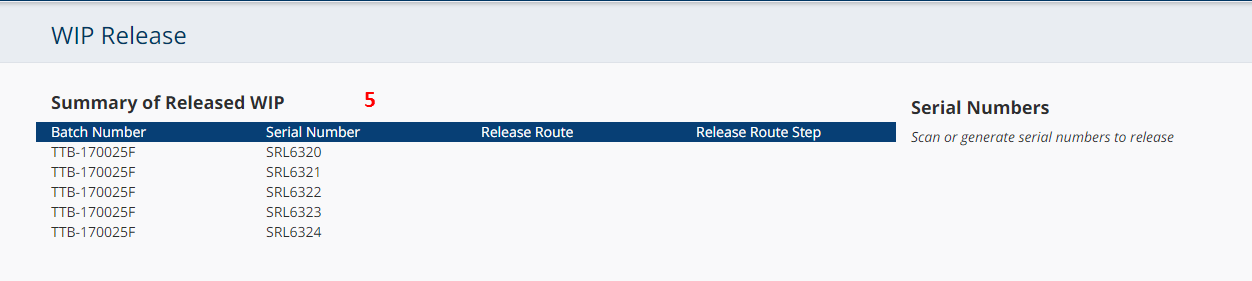 WIP Release
Summary of Released WIP 5
Batch Number Serial Number Release Route Release Route Step
TTB-170025F SRL6320
TTB-170025F SRL6321
TTB-170025F SRL6322
TTB-170025F SRL6323
TTB-170025F SRL6324
Serial Numbers
Scan or generate serial numbers to release